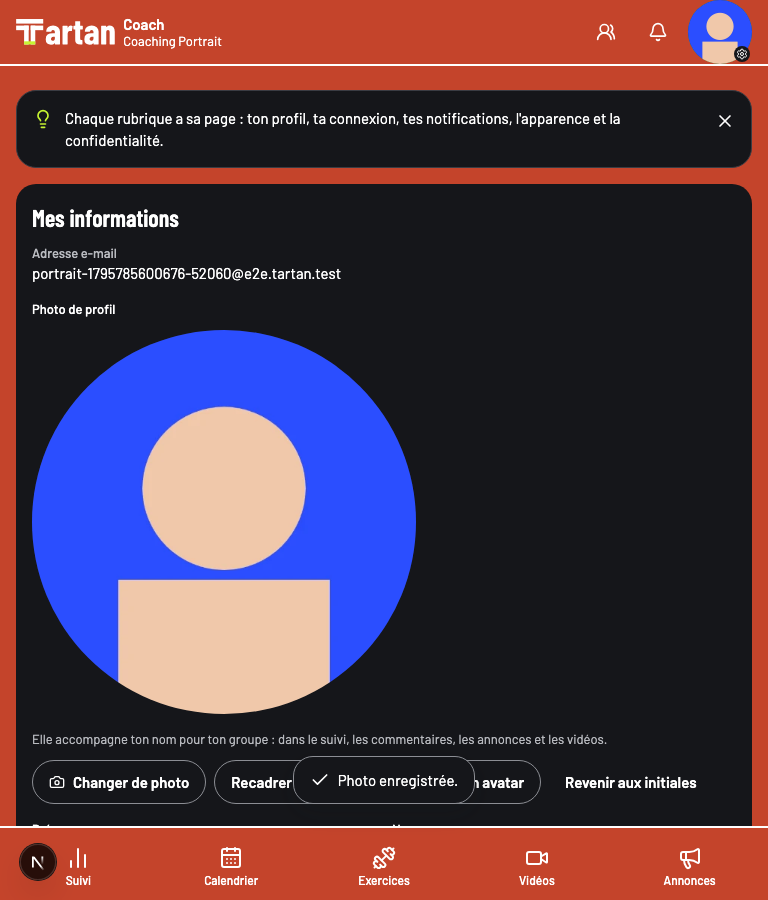 Tartan
Coach
Coaching Portrait
Chaque rubrique a sa page : ton profil, ta connexion, tes notifications, l'apparence et la
confidentialité.
Mes informations
Adresse e-mail
portrait-1795785600676-52060@e2e.tartan.test
Photo de profil
Elle accompagne ton nom pour ton groupe : dans le suivi, les commentaires, les annonces et les vidéos.
Changer de photo
Recadrer
Photo enregistrée.
avatar
Revenir aux initiales
N
Suivi
Calendrier
Exercices
Vidéos
Annonces